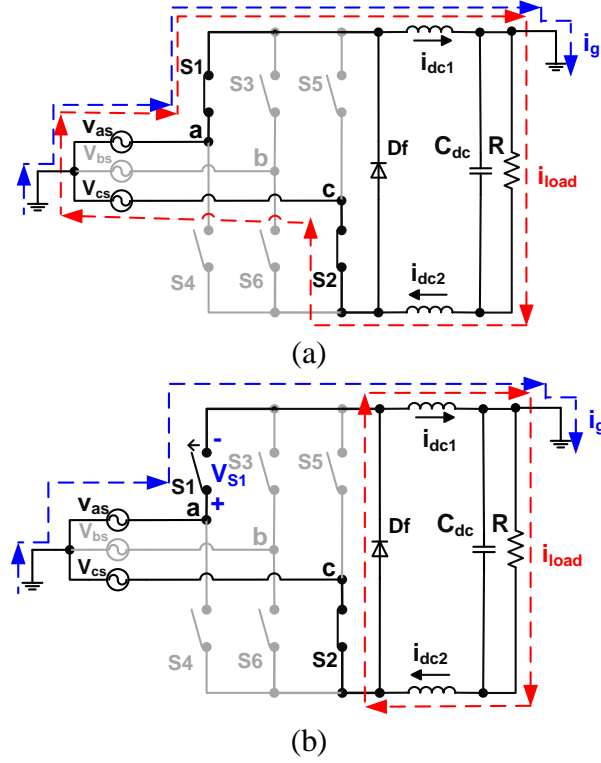 i_g
S1
S3
S5
i_dc1
v_as
a
Df
C_dc
R
v_bs
b
v_cs
c
i_load
S4
S6
S2
i_dc2
(a)
i_g
-
i_dc1
S1
V_S1
S3
S5
+
v_as
a
Df
C_dc
R
v_bs
b
v_cs
c
i_load
S4
S6
S2
i_dc2
(b)